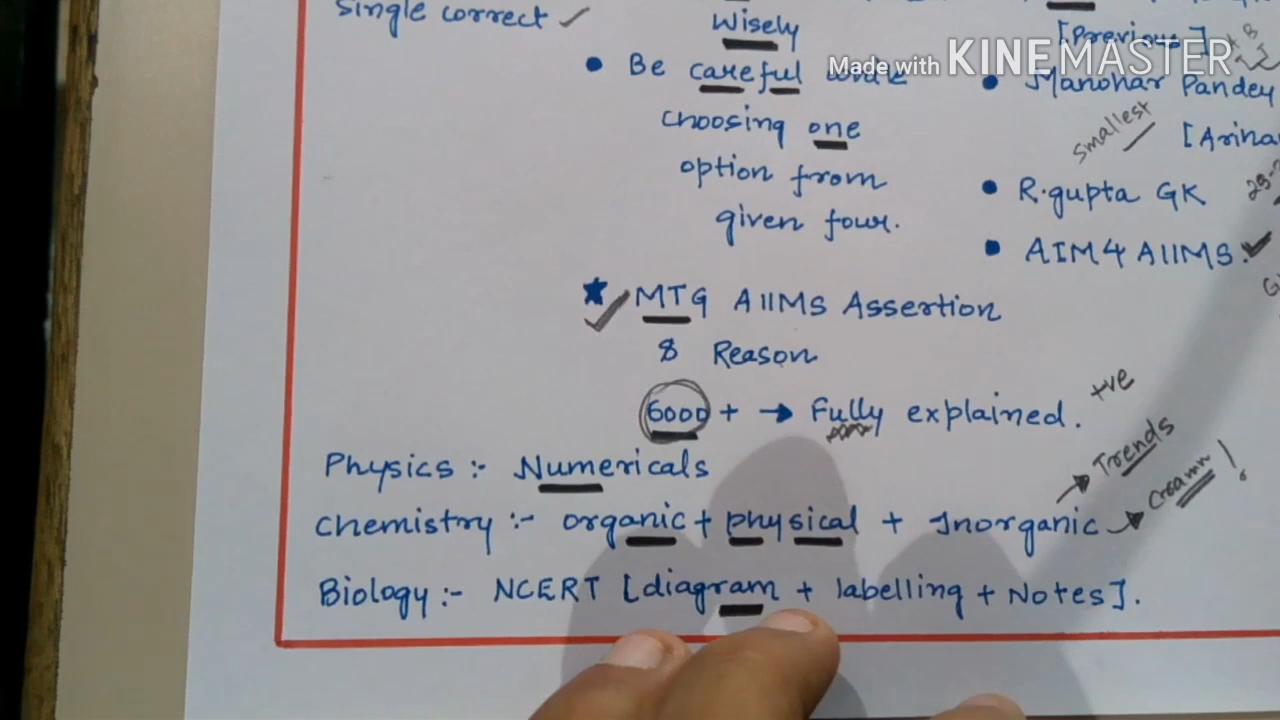 Single correct
Wisely
• Be careful
choosing one
option from
given four.
★ MTG AIIMS Assertion
& Reason
6000 + → Fully explained.
+ve
[Previous]
• Manohar Pandey
smallest
• R.gupta GK
• AIM4 AIIMS.
Physics :- Numericals
Chemistry :- organic + physical + Inorganic
→ Trends
Biology :- NCERT [diagram + labelling + Notes].
Made with KINEMASTER